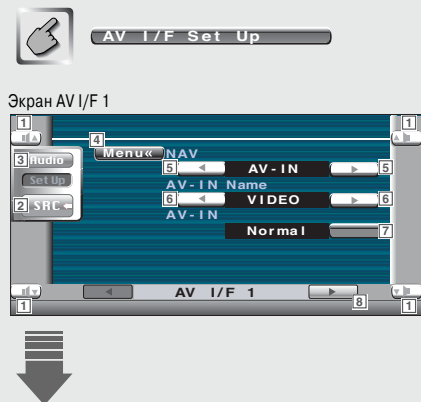 AV I/F Set Up
Экран AV I/F 1
1 1
4
3 Audio Menu« NAV
5 AV-IN 5
Set Up AV-IN Name
2 SRC 6 VIDEO 6
AV-IN
Normal 7
AV I/F 1
8
1 1